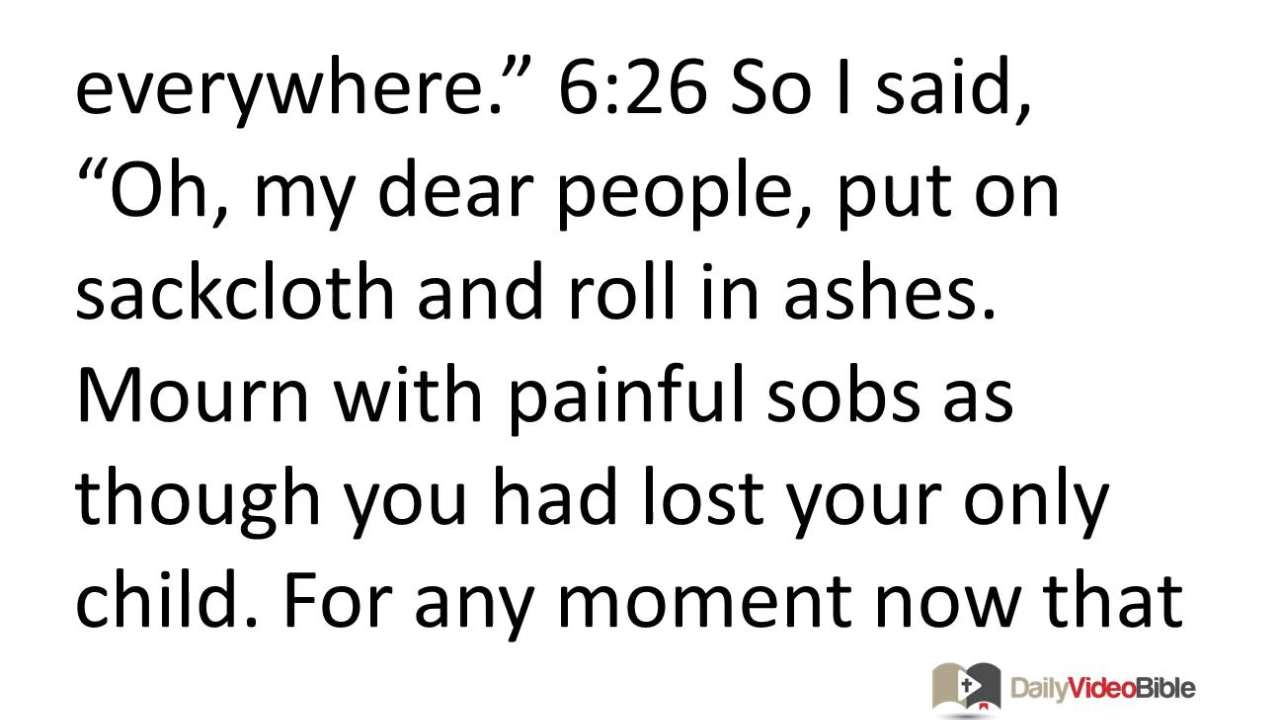 everywhere.” 6:26 So I said,
“Oh, my dear people, put on
sackcloth and roll in ashes.
Mourn with painful sobs as
though you had lost your only
child. For any moment now that
DailyVideoBible